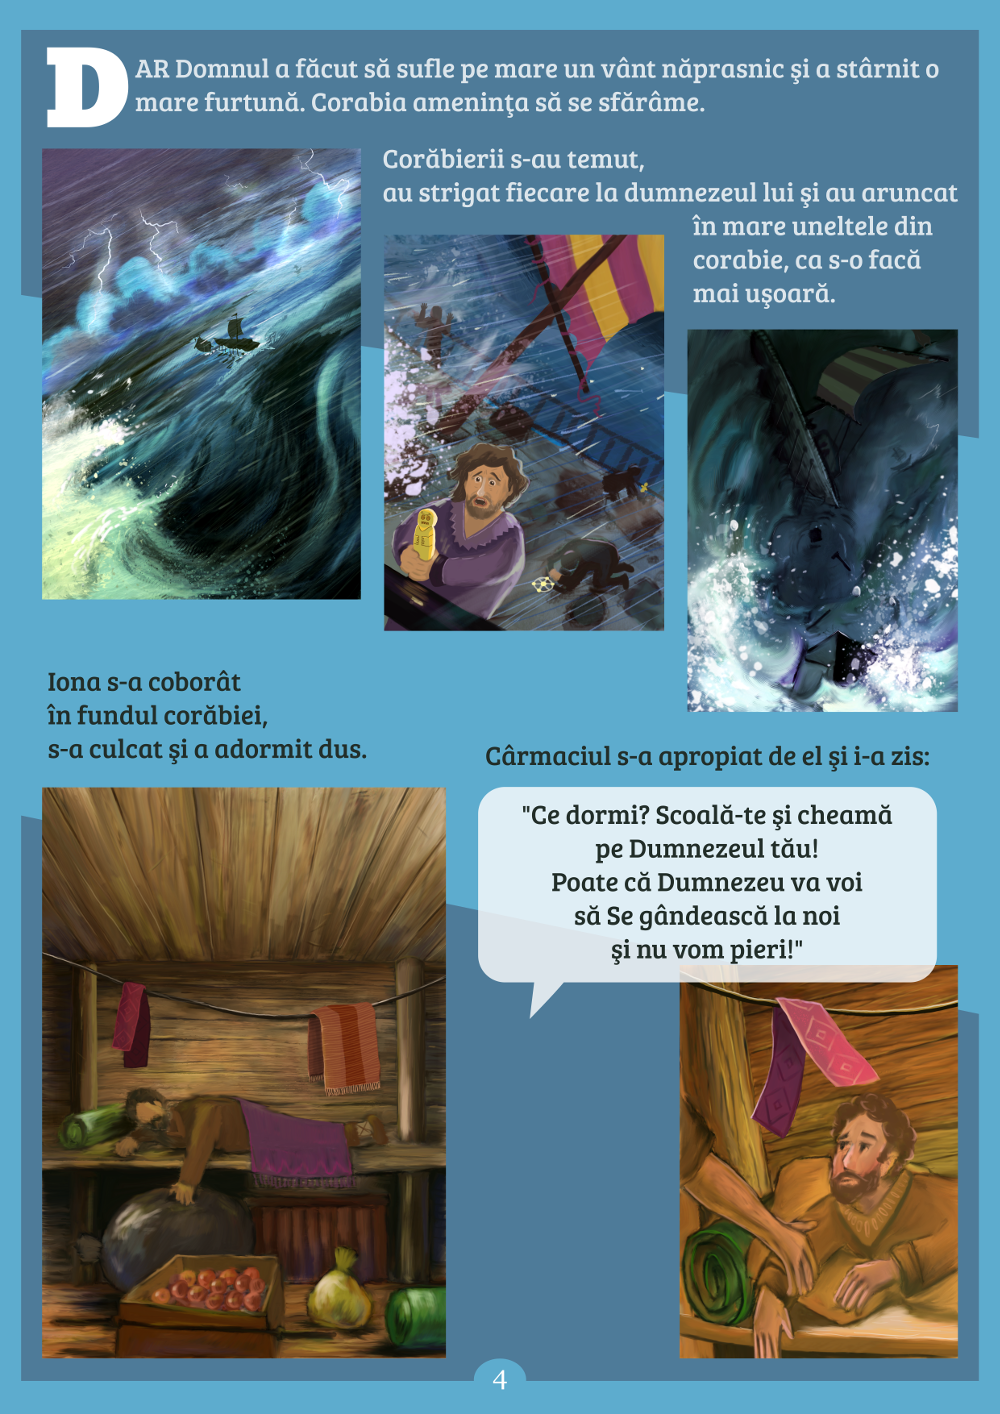 DAR Domnul a făcut să sufle pe mare un vânt năprasnic şi a stârnit o
mare furtună. Corabia ameninţa să se sfărâme.
Corăbierii s-au temut,
au strigat fiecare la dumnezeul lui şi au aruncat
în mare uneltele din
corabie, ca s-o facă
mai uşoară.
Iona s-a coborât
în fundul corăbiei,
s-a culcat şi a adormit dus.
Cârmaciul s-a apropiat de el şi i-a zis:
"Ce dormi? Scoală-te şi cheamă
pe Dumnezeul tău!
Poate că Dumnezeu va voi
să Se gândească la noi
şi nu vom pieri!"
4